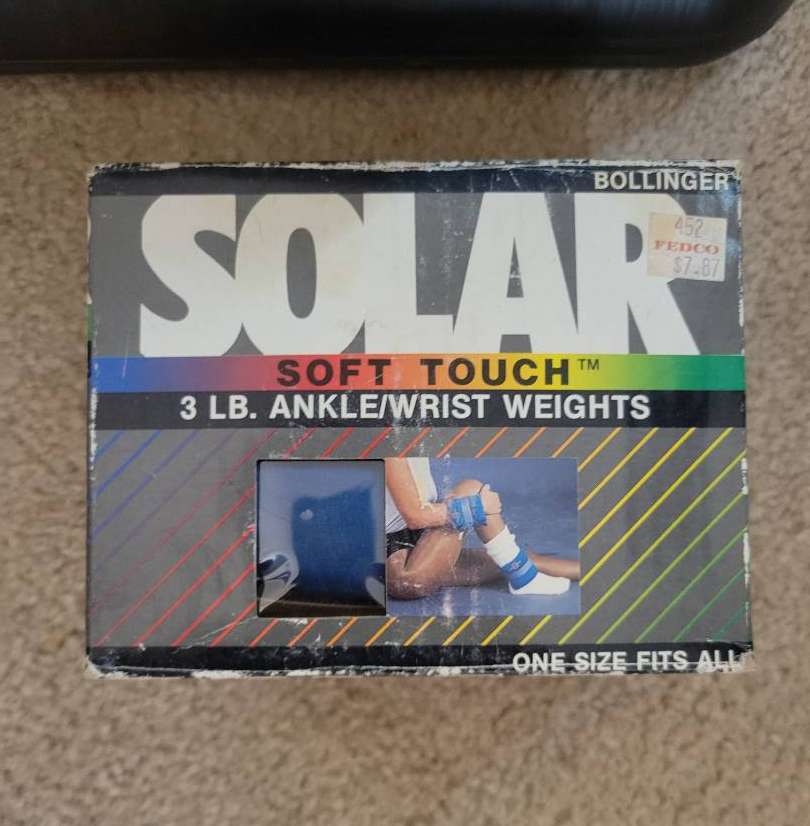 BOLLINGER
SOLAR
452
FEDCO
$7.87
SOFT TOUCH™
3 LB. ANKLE/WRIST WEIGHTS
ONE SIZE FITS ALL